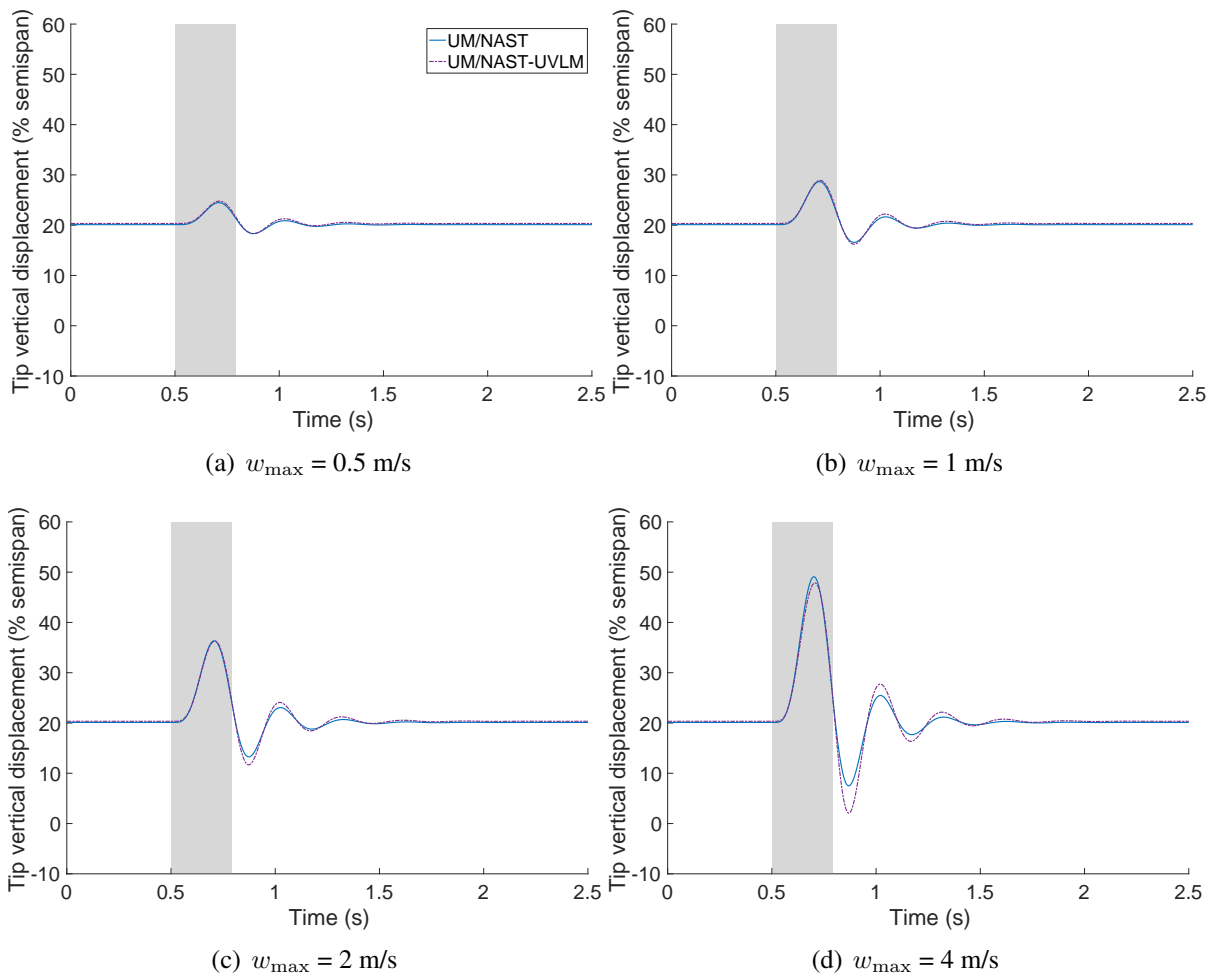 Tip vertical displacement (% semispan)
60
50
40
30
20
10
0
-10
0 0.5 1 1.5 2 2.5
Time (s)
UM/NAST
UM/NAST-UVLM
(a) w_max = 0.5 m/s
Tip vertical displacement (% semispan)
60
50
40
30
20
10
0
-10
0 0.5 1 1.5 2 2.5
Time (s)
(b) w_max = 1 m/s
Tip vertical displacement (% semispan)
60
50
40
30
20
10
0
-10
0 0.5 1 1.5 2 2.5
Time (s)
(c) w_max = 2 m/s
Tip vertical displacement (% semispan)
60
50
40
30
20
10
0
-10
0 0.5 1 1.5 2 2.5
Time (s)
(d) w_max = 4 m/s